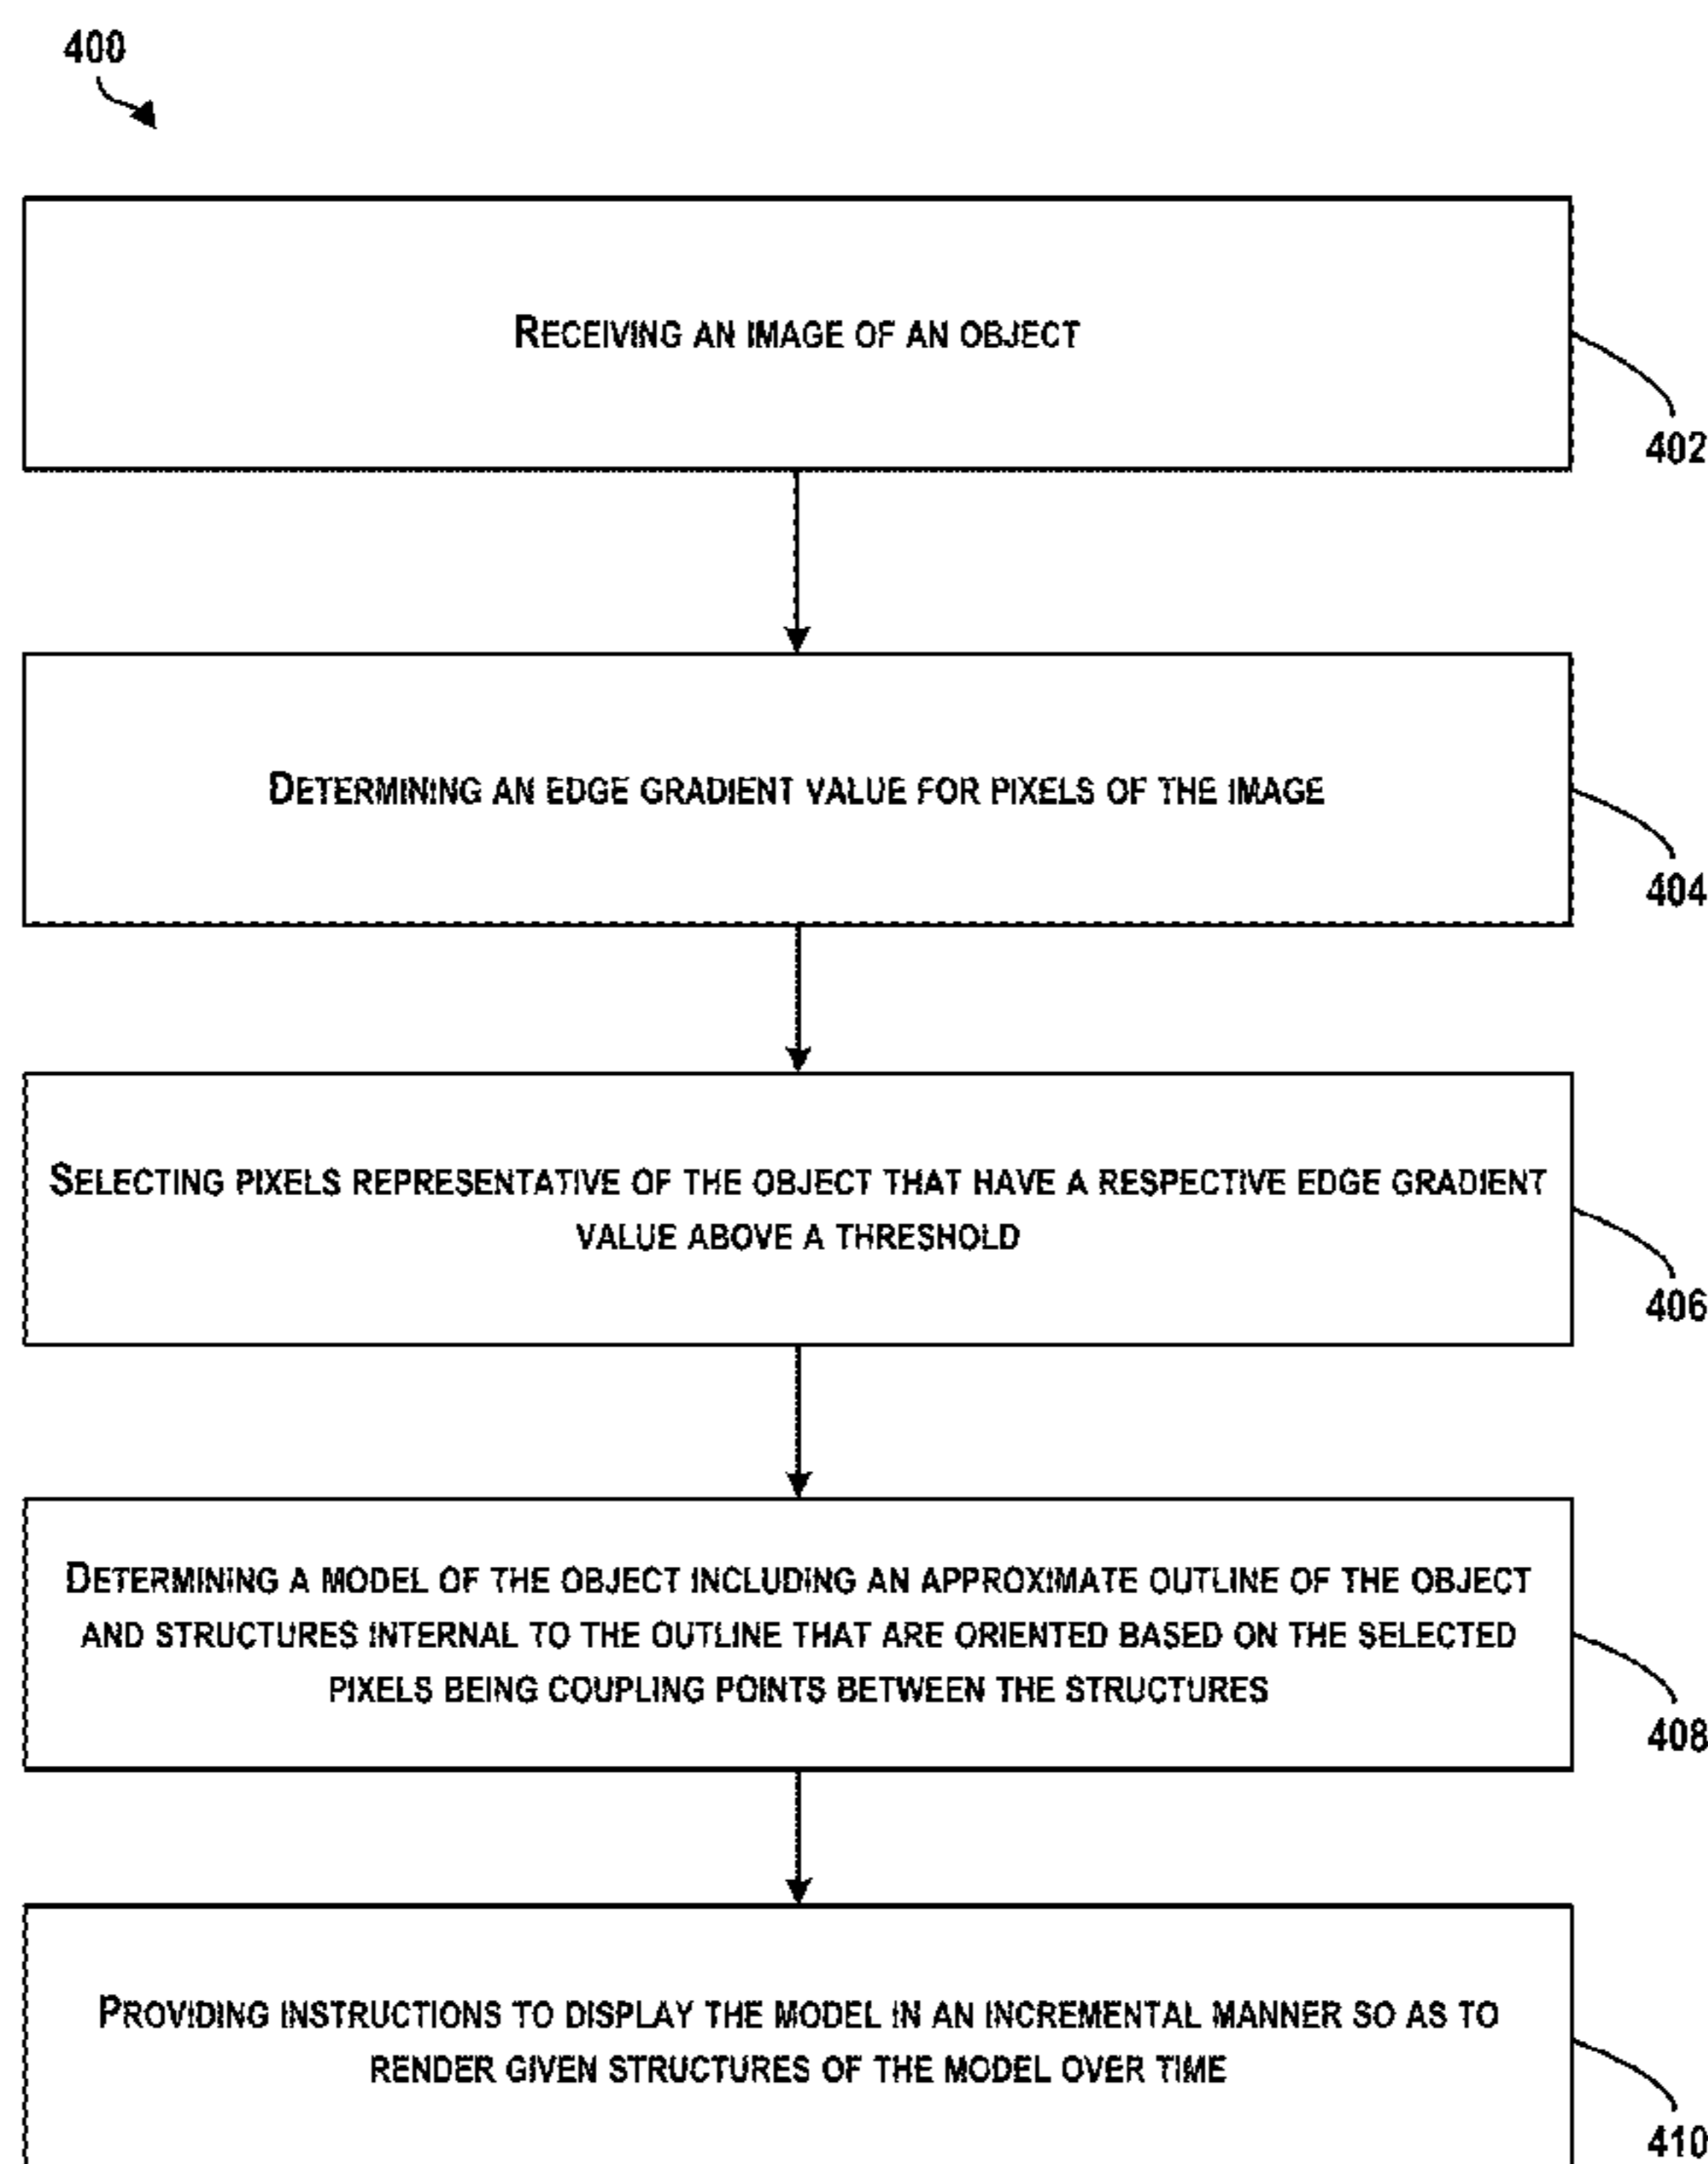 400
RECEIVING AN IMAGE OF AN OBJECT
402
DETERMINING AN EDGE GRADIENT VALUE FOR PIXELS OF THE IMAGE
404
SELECTING PIXELS REPRESENTATIVE OF THE OBJECT THAT HAVE A RESPECTIVE EDGE GRADIENT
VALUE ABOVE A THRESHOLD
406
DETERMINING A MODEL OF THE OBJECT INCLUDING AN APPROXIMATE OUTLINE OF THE OBJECT
AND STRUCTURES INTERNAL TO THE OUTLINE THAT ARE ORIENTED BASED ON THE SELECTED
PIXELS BEING COUPLING POINTS BETWEEN THE STRUCTURES
408
PROVIDING INSTRUCTIONS TO DISPLAY THE MODEL IN AN INCREMENTAL MANNER SO AS TO
RENDER GIVEN STRUCTURES OF THE MODEL OVER TIME
410